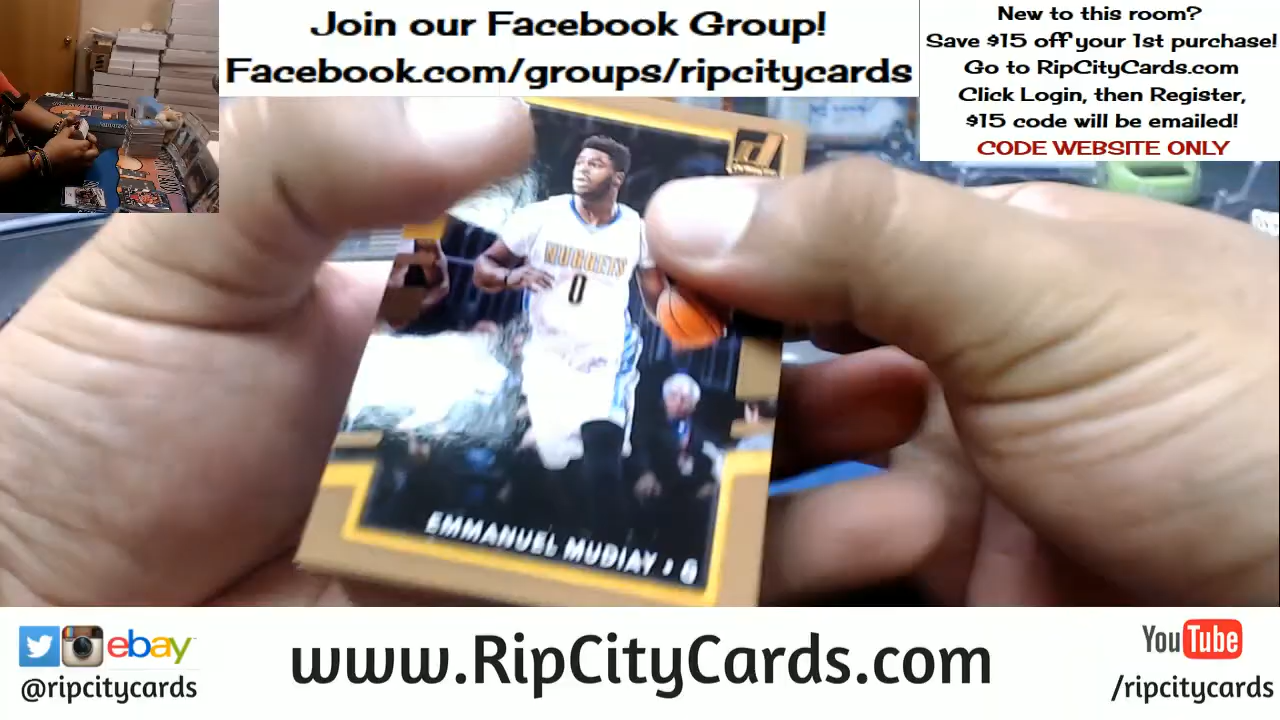 Join our Facebook Group!
Facebook.com/groups/ripcitycards
New to this room?
Save $15 off your 1st purchase!
Go to RipCityCards.com
Click Login, then Register,
$15 code will be emailed!
CODE WEBSITE ONLY
NUGGETS
0
EMMANUEL MUDIAY • 0
ebay
@ripcitycards
www.RipCityCards.com
YouTube
/ripcitycards